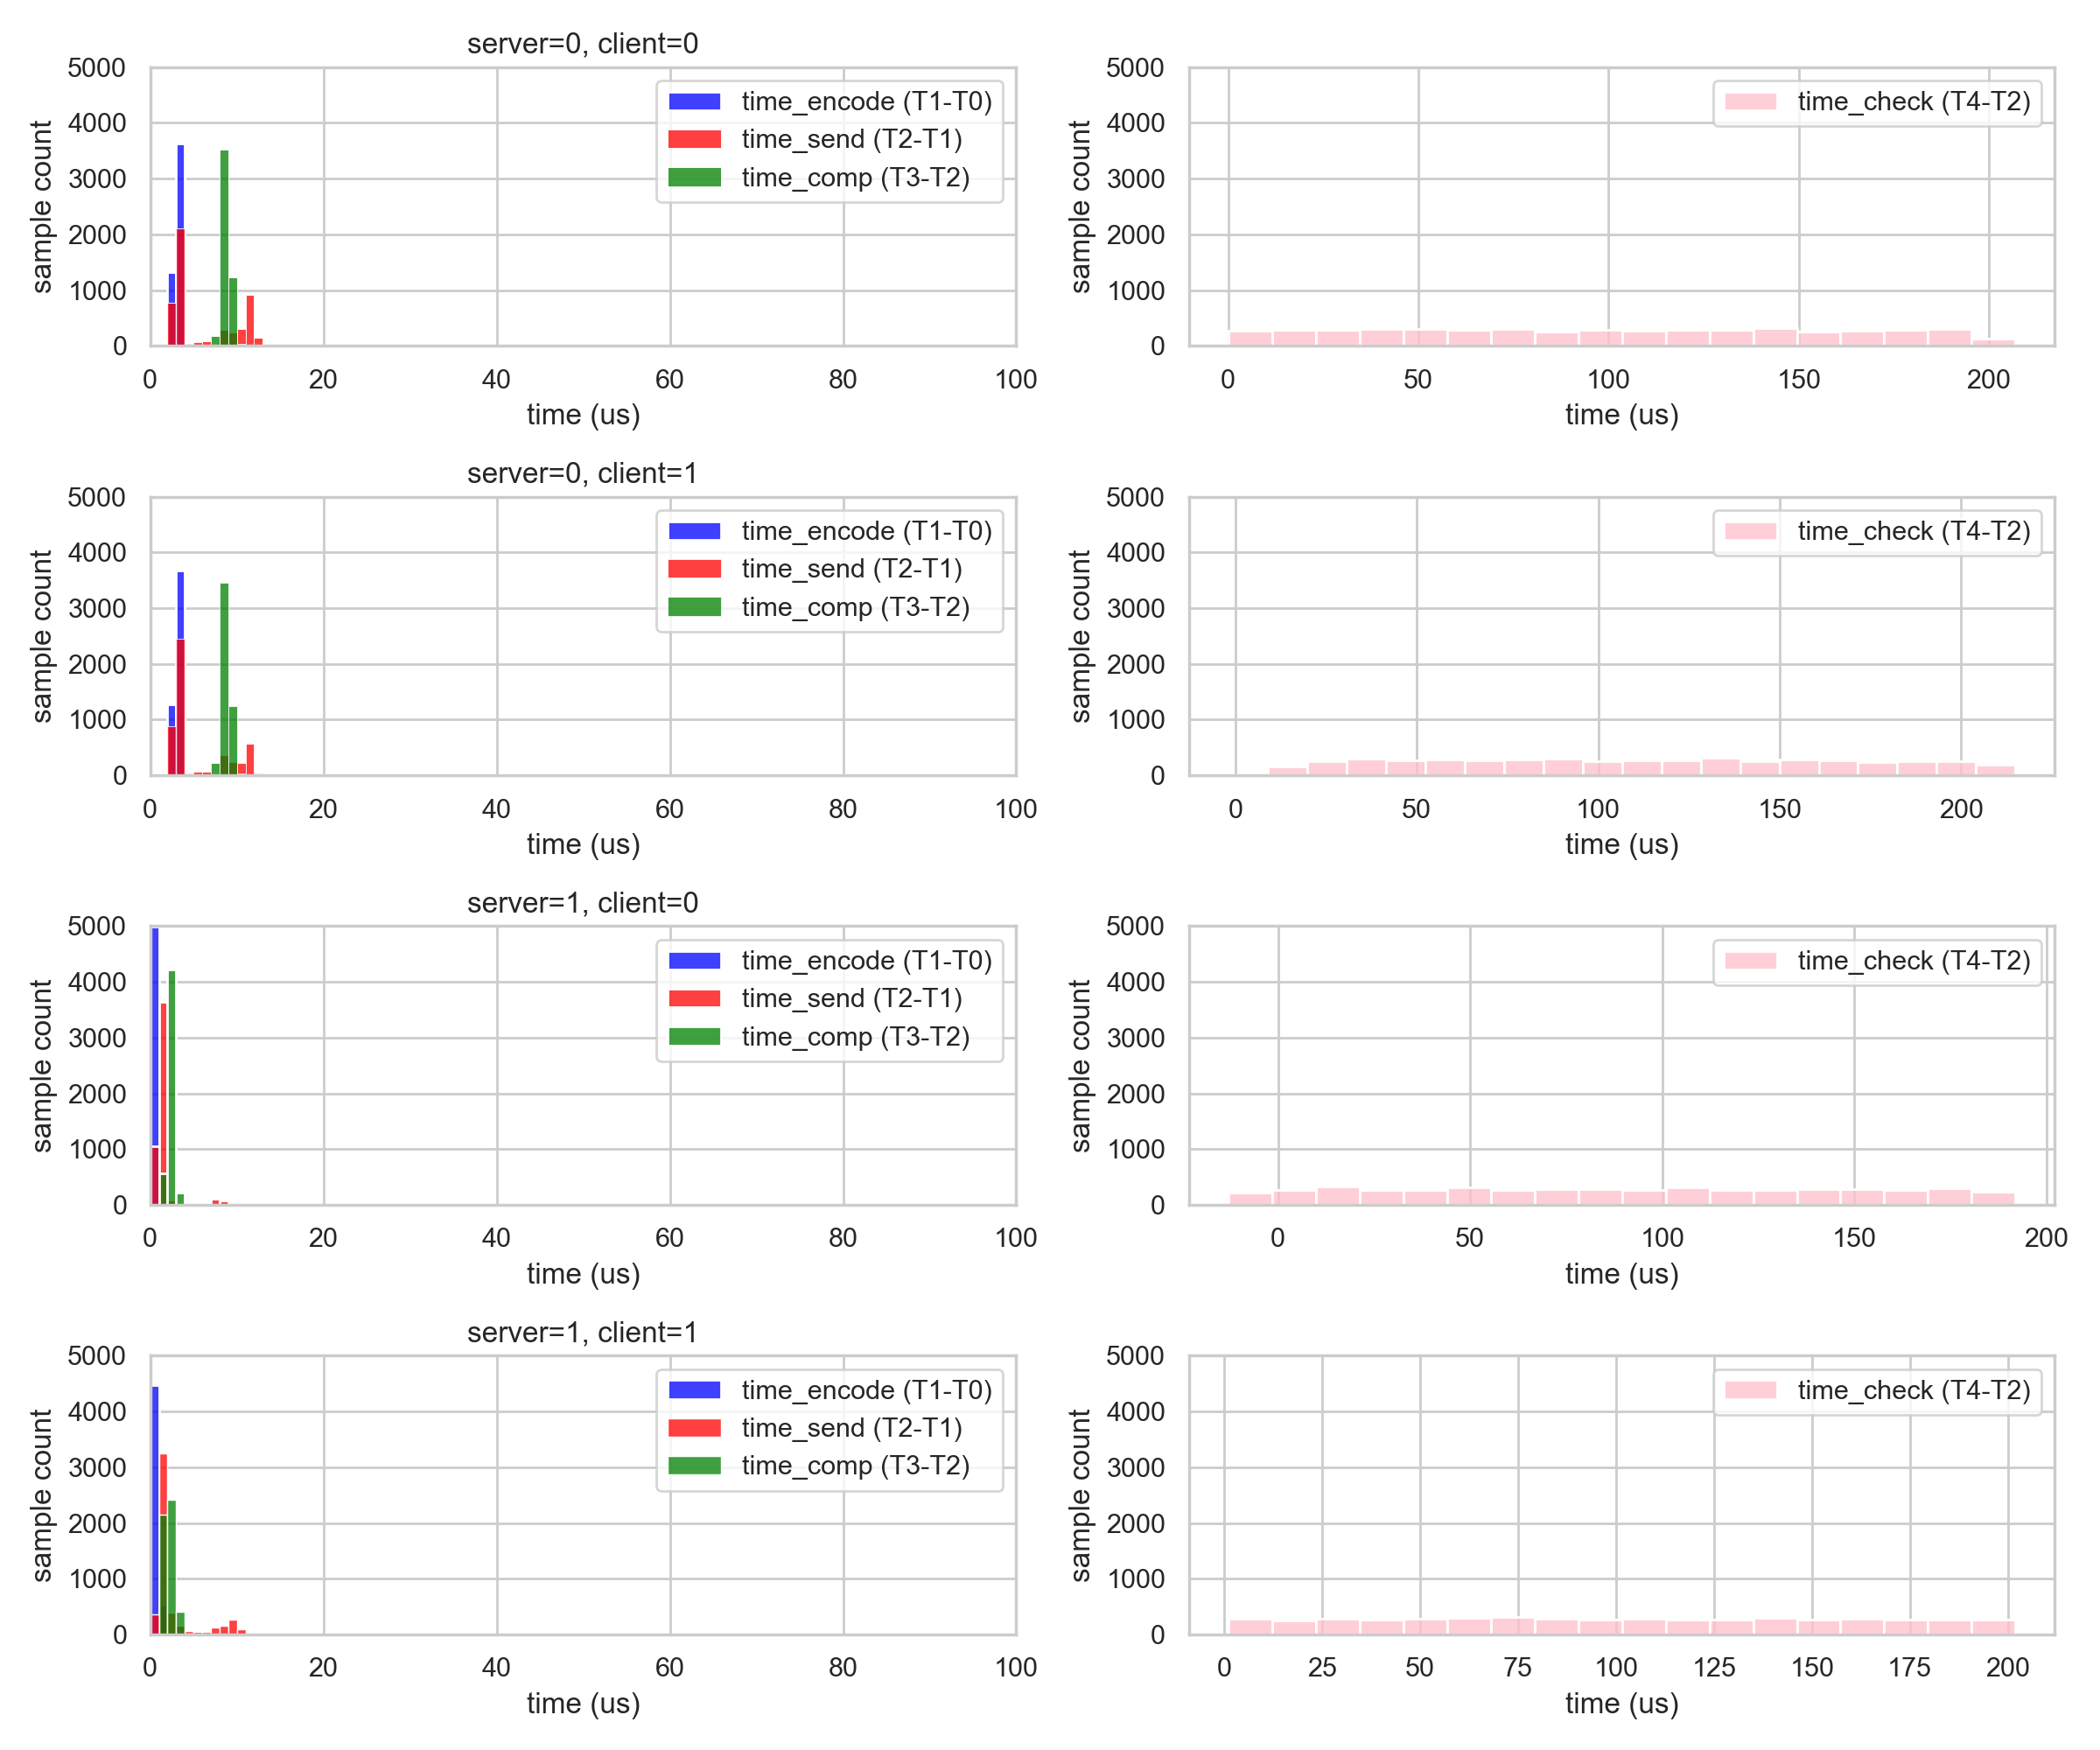 server=0, client=0
5000
4000
3000
2000
1000
0
sample count
time_encode (T1-T0)
time_send (T2-T1)
time_comp (T3-T2)
0 20 40 60 80 100
time (us)
5000
4000
3000
2000
1000
0
sample count
time_check (T4-T2)
0 50 100 150 200
time (us)
server=0, client=1
5000
4000
3000
2000
1000
0
sample count
time_encode (T1-T0)
time_send (T2-T1)
time_comp (T3-T2)
0 20 40 60 80 100
time (us)
5000
4000
3000
2000
1000
0
sample count
time_check (T4-T2)
0 50 100 150 200
time (us)
server=1, client=0
5000
4000
3000
2000
1000
0
sample count
time_encode (T1-T0)
time_send (T2-T1)
time_comp (T3-T2)
0 20 40 60 80 100
time (us)
5000
4000
3000
2000
1000
0
sample count
time_check (T4-T2)
0 50 100 150 200
time (us)
server=1, client=1
5000
4000
3000
2000
1000
0
sample count
time_encode (T1-T0)
time_send (T2-T1)
time_comp (T3-T2)
0 20 40 60 80 100
time (us)
5000
4000
3000
2000
1000
0
sample count
time_check (T4-T2)
0 25 50 75 100 125 150 175 200
time (us)